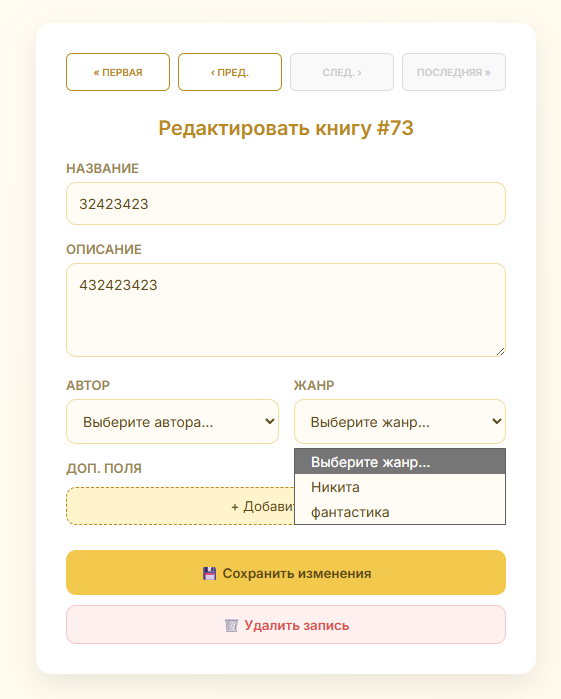 « ПЕРВАЯ ‹ ПРЕД. СЛЕД. › ПОСЛЕДНЯЯ »
Редактировать книгу #73
НАЗВАНИЕ
32423423
ОПИСАНИЕ
432423423
АВТОР ЖАНР
Выберите автора... Выберите жанр...
Выберите жанр...
ДОП. ПОЛЯ
Никита
+ Добави
фантастика
Сохранить изменения
Удалить запись